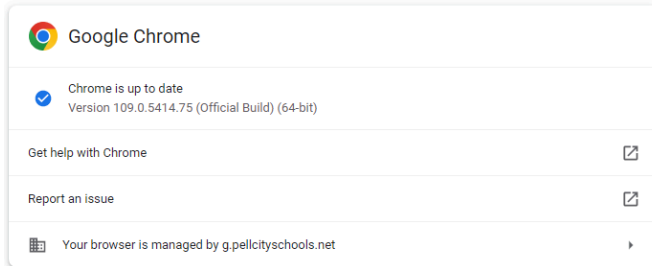 Google Chrome
Chrome is up to date
Version 109.0.5414.75 (Official Build) (64-bit)
Get help with Chrome
Report an issue
Your browser is managed by g.pellcityschools.net